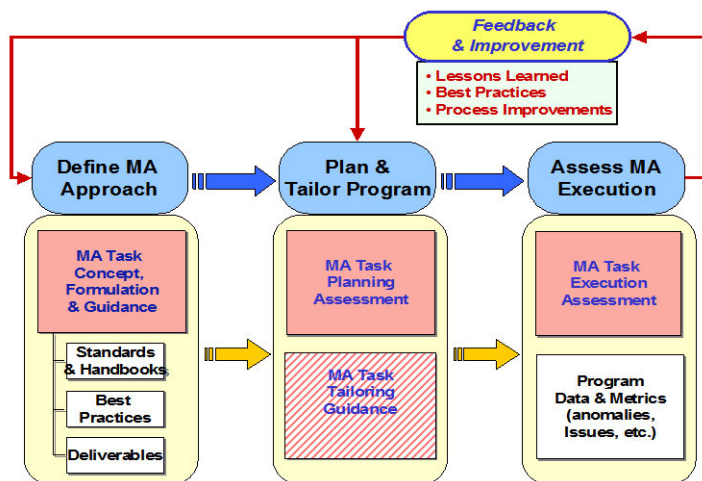 Feedback
& Improvement
• Lessons Learned
• Best Practices
• Process Improvements
Define MA
Approach
Plan &
Tailor Program
Assess MA
Execution
MA Task
Concept,
Formulation
& Guidance
Standards
& Handbooks
Best
Practices
Deliverables
MA Task
Planning
Assessment
MA Task
Tailoring
Guidance
MA Task
Execution
Assessment
Program
Data & Metrics
(anomalies,
Issues, etc.)